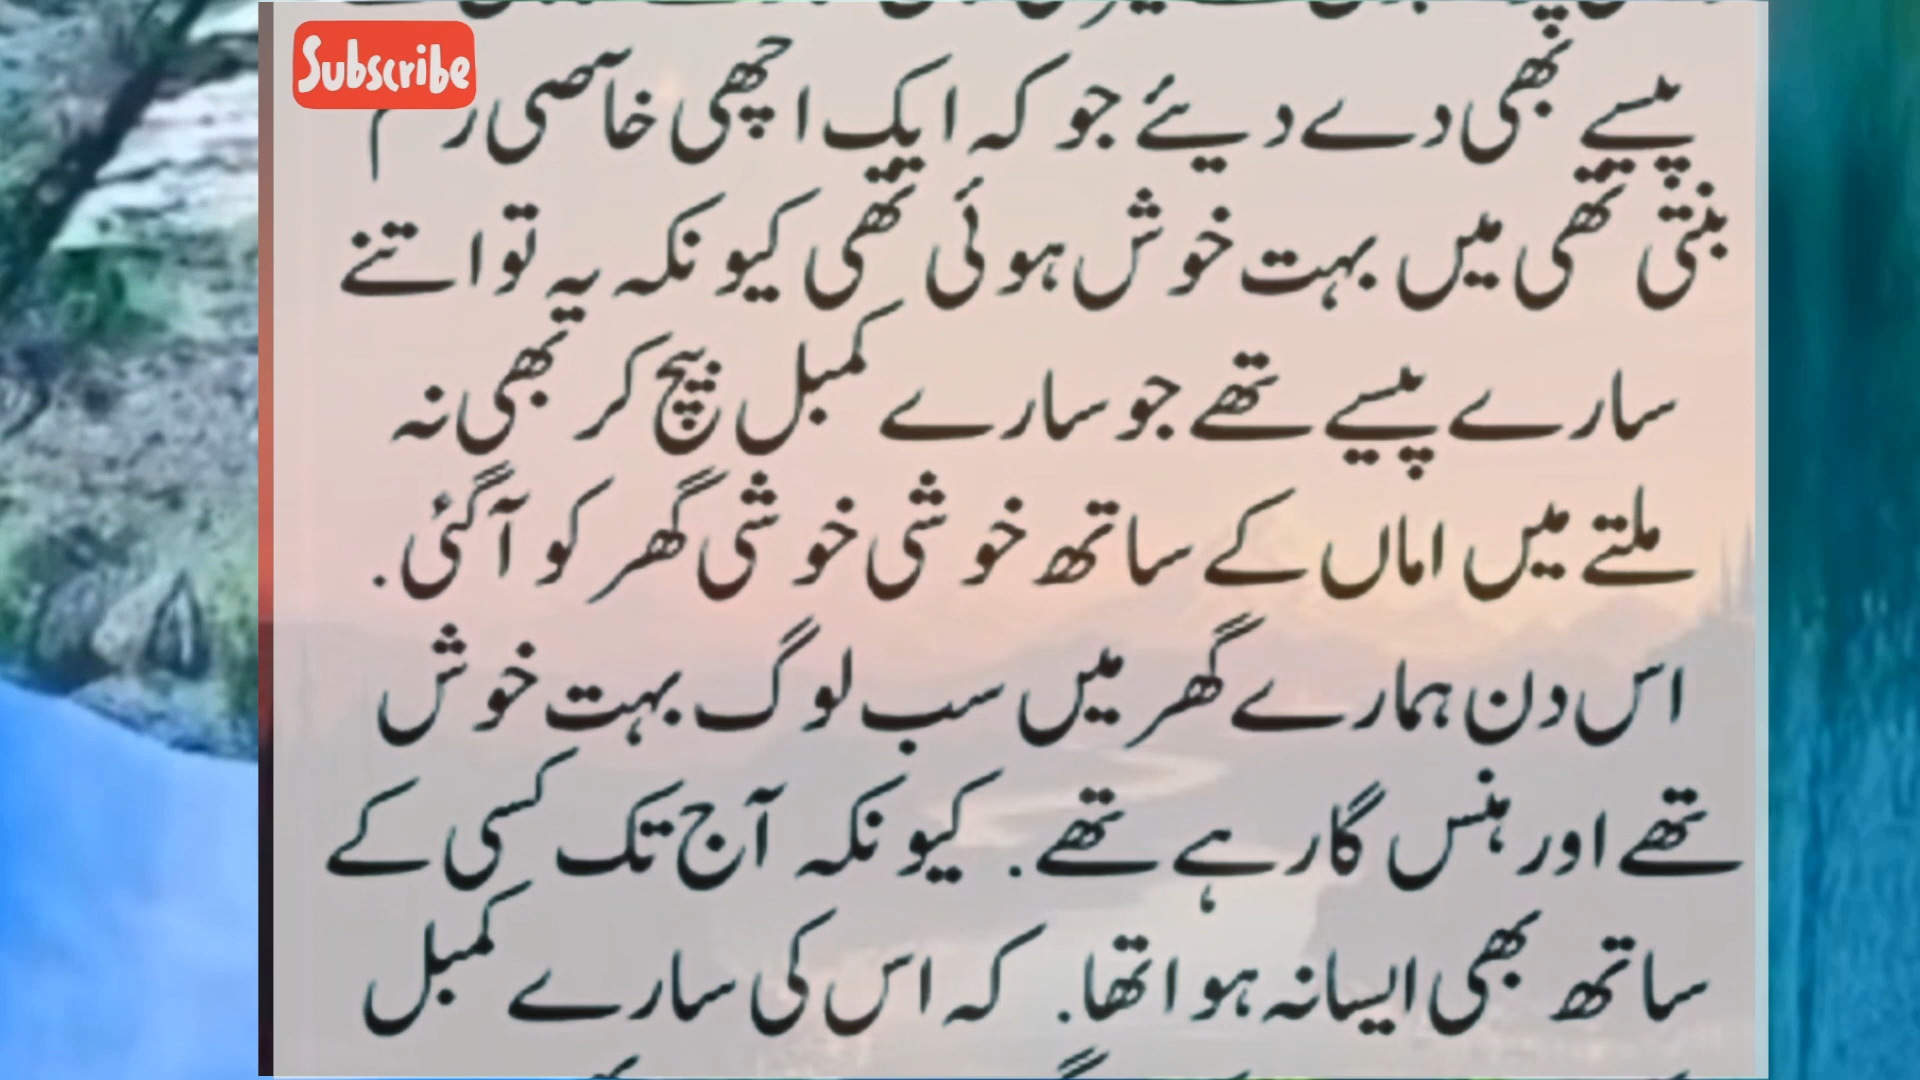 Subscribe
پیسے بھی دے دیئے جو کہ ایک اچھی خاصی رقم
بنتی تھی میں بہت خوش ہوئی تھی کیونکہ یہ تو اتنے
سارے پیسے تھے جو سارے کمبل بیچ کر بھی نہ
ملتے میں اماں کے ساتھ خوشی خوشی گھر کو آگئی.
اس دن ہمارے گھر میں سب لوگ بہت خوش
تھے اور ہنس گا رہے تھے. کیونکہ آج تک کسی کے
ساتھ بھی ایسا نہ ہوا تھا. کہ اس کی سارے کمبل